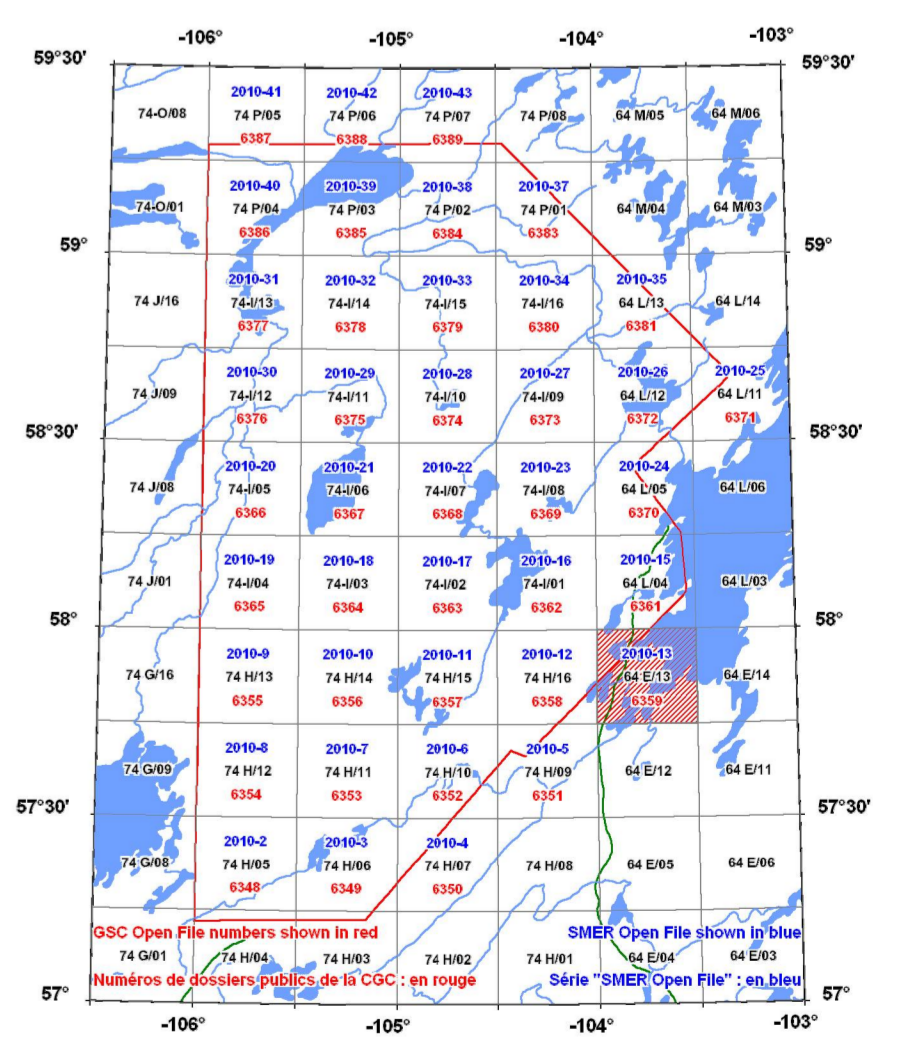 -106° -105° -104° -103°
59°30' 59°30'
2010-41 2010-42 2010-43
74-O/08 74 P/05 74 P/06 74 P/07 74 P/08 64 M/05 64 M/06
6387 6388 6389
2010-40 2010-39 2010-38 2010-37
74-O/01 74 P/04 74 P/03 74 P/02 74 P/01 64 M/04 64 M/03
6386 6385 6384 6383
59° 59°
2010-31 2010-32 2010-33 2010-34 2010-35
74 J/16 74-I/13 74-I/14 74-I/15 74-I/16 64 L/13 64 L/14
6377 6378 6379 6380 6381
2010-30 2010-29 2010-28 2010-27 2010-26 2010-25
74 J/09 74-I/12 74-I/11 74-I/10 74-I/09 64 L/12 64 L/11
6376 6375 6374 6373 6372 6371
58°30' 58°30'
2010-20 2010-21 2010-22 2010-23 2010-24
74 J/08 74-I/05 74-I/06 74-I/07 74-I/08 64 L/05 64 L/06
6366 6367 6368 6369 6370
2010-19 2010-18 2010-17 2010-16 2010-15
74 J/01 74-I/04 74-I/03 74-I/02 74-I/01 64 L/04 64 L/03
6365 6364 6363 6362 6361
58° 58°
2010-9 2010-10 2010-11 2010-12 2010-13
74 G/16 74 H/13 74 H/14 74 H/15 74 H/16 64 E/13 64 E/14
6355 6356 6357 6358 6359
2010-8 2010-7 2010-6 2010-5
74 G/09 74 H/12 74 H/11 74 H/10 74 H/09 64 E/12 64 E/11
6354 6353 6352 6351
57°30' 57°30'
2010-2 2010-3 2010-4
74 G/08 74 H/05 74 H/06 74 H/07 74 H/08 64 E/05 64 E/06
6348 6349 6350
GSC Open File numbers shown in red SMER Open File shown in blue
74 G/01 74 H/04 74 H/03 74 H/02 74 H/01 64 E/04 64 E/03
Numéros de dossiers publics de la CGC : en rouge Série "SMER Open File" : en bleu
57° 57°
-106° -105° -104° -103°